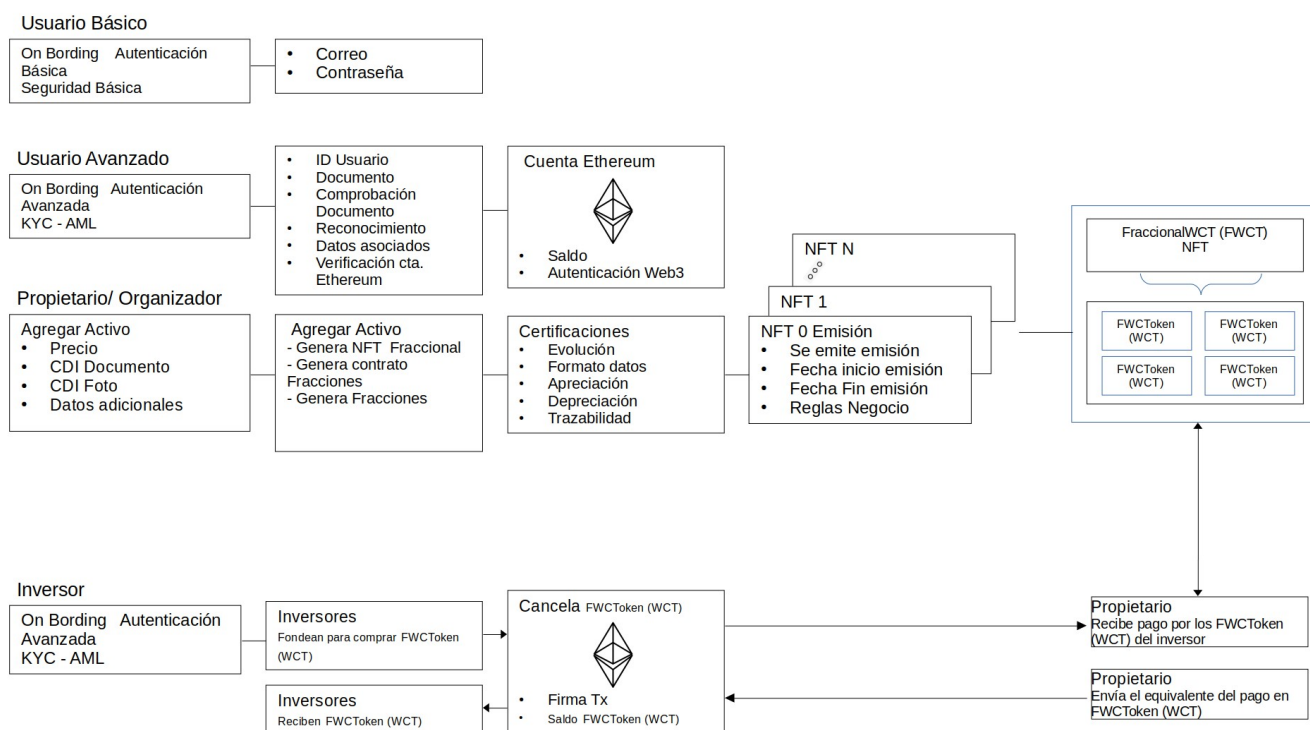 Usuario Básico
On Bording Autenticación
Básica
Seguridad Básica
• Correo
• Contraseña
Usuario Avanzado
On Bording Autenticación
Avanzada
KYC - AML
• ID Usuario
• Documento
• Comprobación
Documento
• Reconocimiento
• Datos asociados
• Verificación cta.
Ethereum
Cuenta Ethereum
• Saldo
• Autenticación Web3
Propietario/ Organizador
Agregar Activo
• Precio
• CDI Documento
• CDI Foto
• Datos adicionales
Agregar Activo
- Genera NFT Fraccional
- Genera contrato
Fracciones
- Genera Fracciones
Certificaciones
• Evolución
• Formato datos
• Apreciación
• Depreciación
• Trazabilidad
NFT N
NFT 1
NFT 0 Emisión
• Se emite emisión
• Fecha inicio emisión
• Fecha Fin emisión
• Reglas Negocio
FraccionalWCT (FWCT)
NFT
FWCToken
(WCT)
FWCToken
(WCT)
FWCToken
(WCT)
FWCToken
(WCT)
Inversor
On Bording Autenticación
Avanzada
KYC - AML
Inversores
Fondean para comprar FWCToken
(WCT)
Inversores
Reciben FWCToken (WCT)
Cancela FWCToken (WCT)
• Firma Tx
• Saldo FWCToken (WCT)
Propietario
Recibe pago por los FWCToken
(WCT) del inversor
Propietario
Envía el equivalente del pago en
FWCToken (WCT)